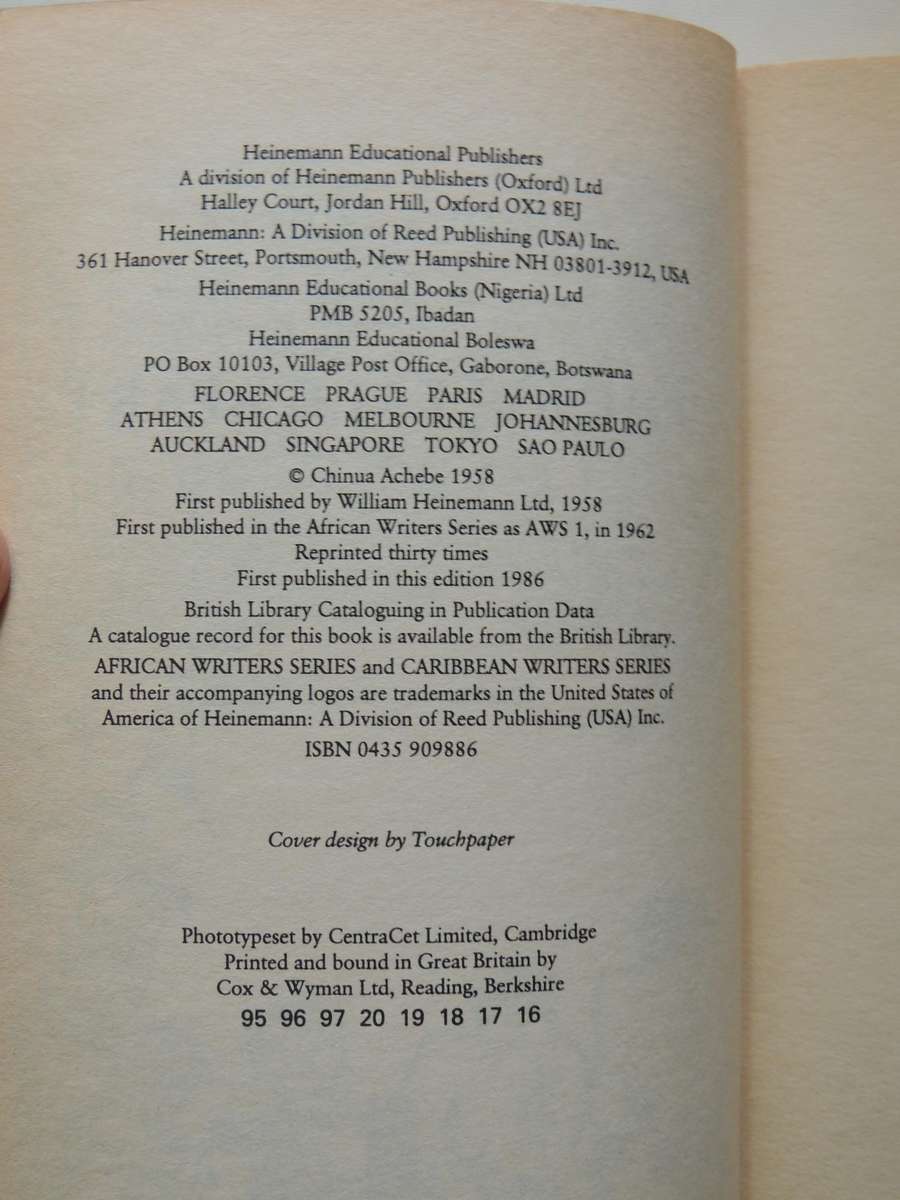 Heinemann Educational Publishers
A division of Heinemann Publishers (Oxford) Ltd
Halley Court, Jordan Hill, Oxford OX2 8EJ
Heinemann: A Division of Reed Publishing (USA) Inc.
361 Hanover Street, Portsmouth, New Hampshire NH 03801-3912, USA
Heinemann Educational Books (Nigeria) Ltd
PMB 5205, Ibadan
Heinemann Educational Boleswa
PO Box 10103, Village Post Office, Gaborone, Botswana
FLORENCE PRAGUE PARIS MADRID
ATHENS CHICAGO MELBOURNE JOHANNESBURG
AUCKLAND SINGAPORE TOKYO SAO PAULO
© Chinua Achebe 1958
First published by William Heinemann Ltd, 1958
First published in the African Writers Series as AWS 1, in 1962
Reprinted thirty times
First published in this edition 1986
British Library Cataloguing in Publication Data
A catalogue record for this book is available from the British Library.
AFRICAN WRITERS SERIES and CARIBBEAN WRITERS SERIES
and their accompanying logos are trademarks in the United States of
America of Heinemann: A Division of Reed Publishing (USA) Inc.
ISBN 0435 909886
Cover design by Touchpaper
Phototypeset by CentraCet Limited, Cambridge
Printed and bound in Great Britain by
Cox & Wyman Ltd, Reading, Berkshire
95 96 97 20 19 18 17 16